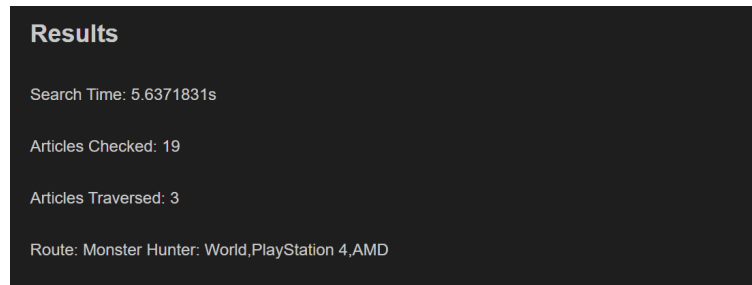 Results
Search Time: 5.6371831s
Articles Checked: 19
Articles Traversed: 3
Route: Monster Hunter: World,PlayStation 4,AMD